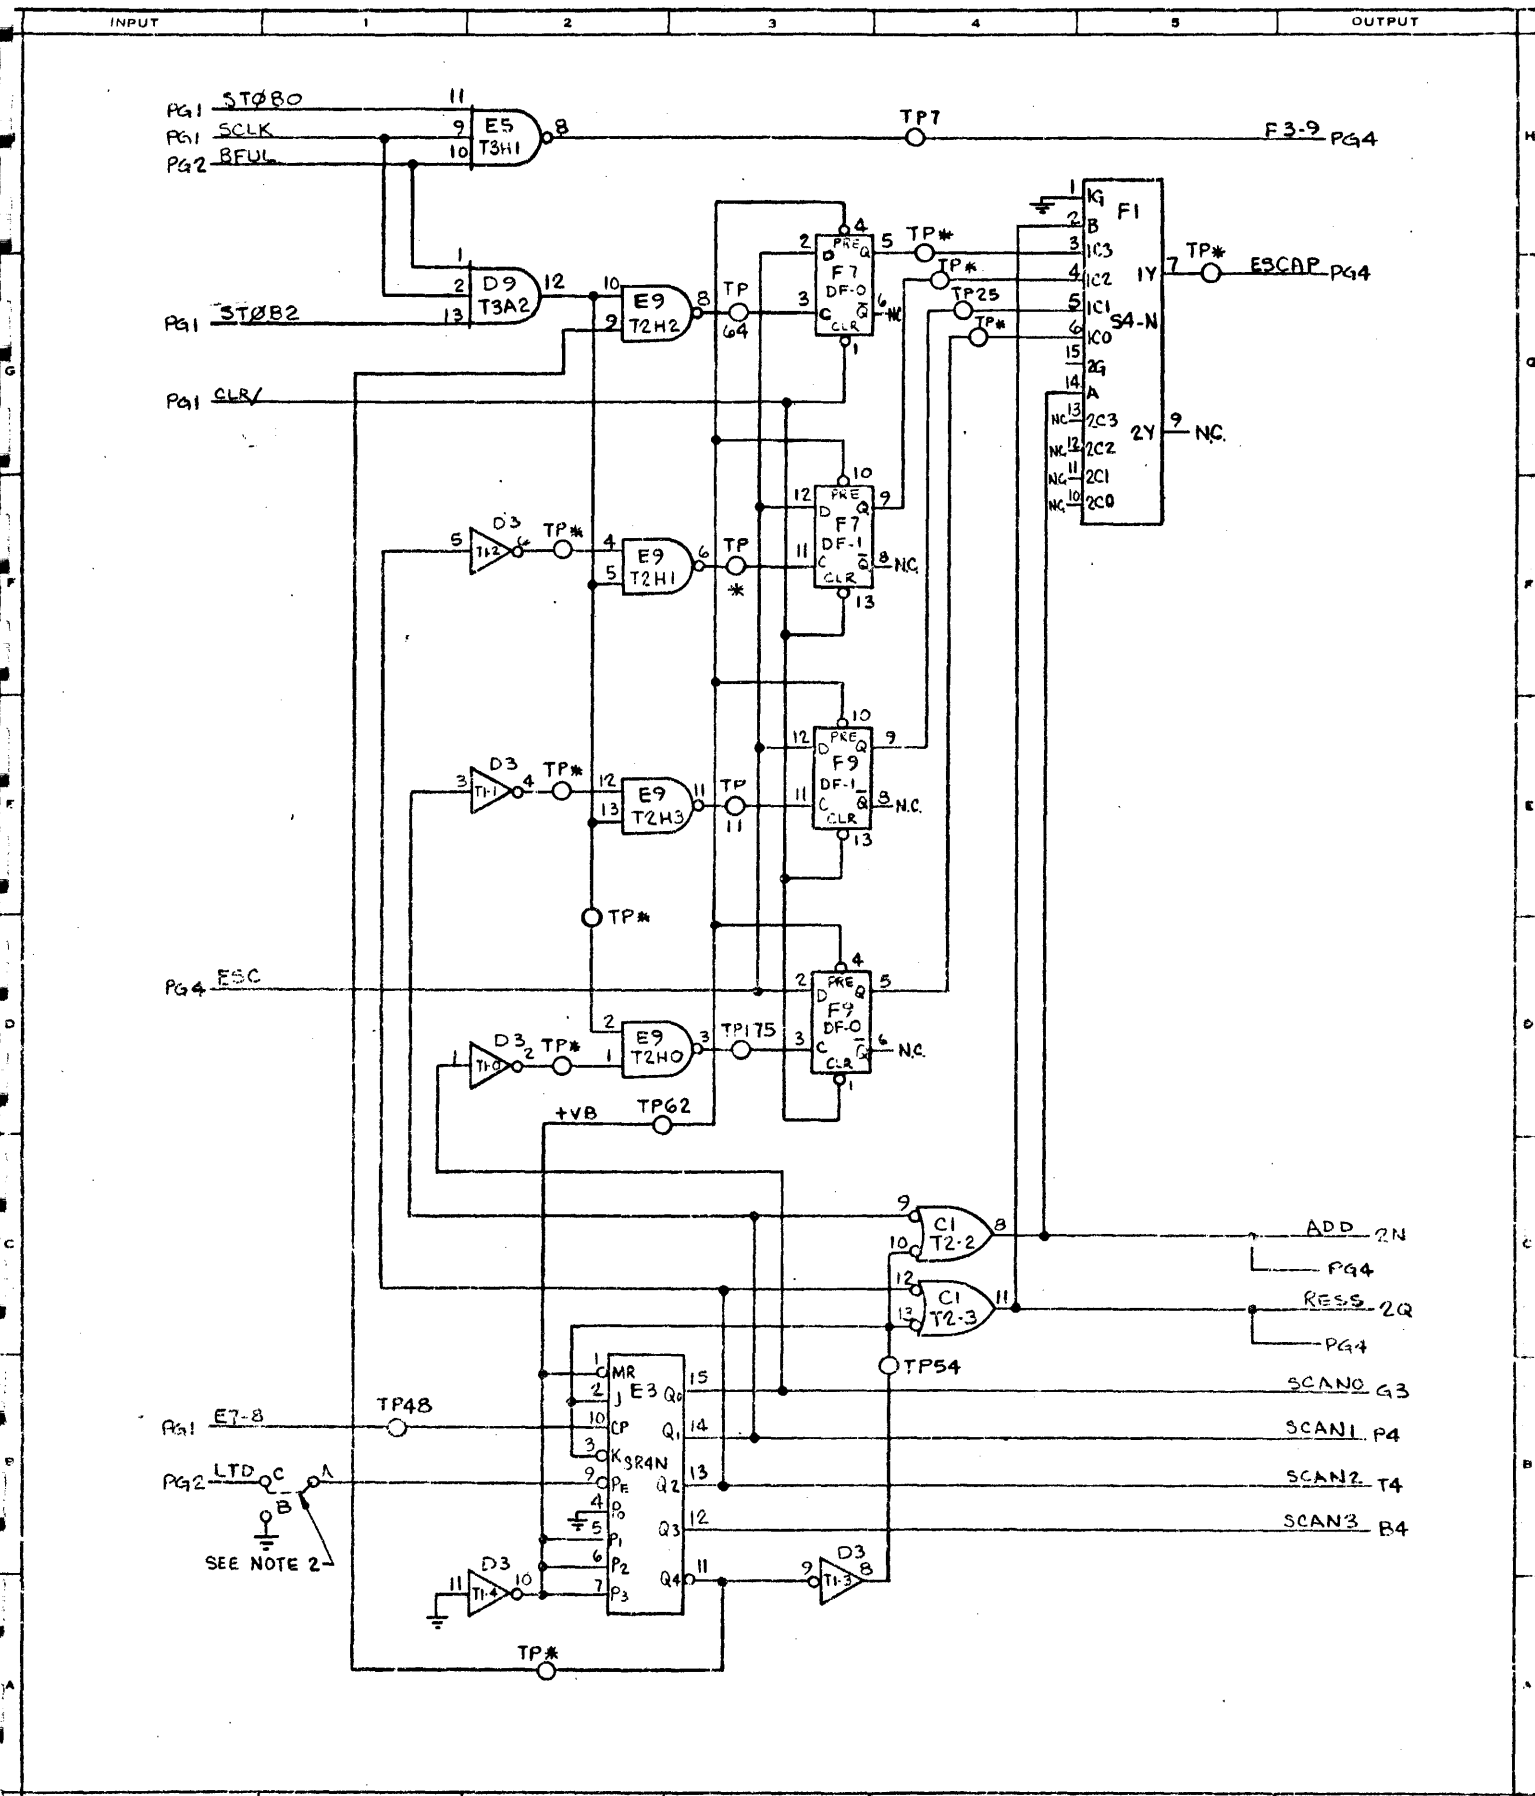 INPUT 1 2 3 4 5 OUTPUT
PG1 STØB0 11
PG1 SCLK 9 E5 8 TP7 F3-9 PG4
T3H1
PG2 BFUL 10
H H
1 1G F1
2 B
1 4 PRE
2 D9 12 10 E9 8 TP 2 D Q 5 TP* 3 1C3
T3A2 F7 TP* 4 1C2 1Y 7 TP* ESCAP PG4
PG1 STØB2 13 9 T2H2 64 3 C DF-0 Q 6 NC TP25 5 1C1
CLR TP* 6 1C0 S4-N
1 15 2G
G G
PG1 CLR/ 14 A
NC 13 2C3 2Y 9 N.C.
NC 12 2C2
10 NC 11 2C1
NC 10 2C0
5 D3 6 TP* 4 E9 6 TP 12 D PRE Q 9
T1-2 5 T2H1 * F7
DF-1
11 C Q 8 N.C.
CLR
13
F F
10
3 D3 4 TP* 12 E9 11 TP 12 D PRE Q 9
T1-1 13 T2H3 11 F9
DF-1
11 C Q 8 N.C.
CLR
13
E E
TP*
4
PG4 ESC 2 D PRE Q 5
F9
D D
1 D3 2 TP* 2 E9 3 TP175 3 C DF-0 Q 6 N.C.
T1-0 1 T2H0 CLR
1
+VB TP62
9 C1 8 ADD 2N
10 T2-2 PG4
C C
12 C1 11 RESS 2Q
13 T2-3 PG4
TP54
1 MR
2 J E3 Q0 15 SCAN0 G3
PG1 E7-8 TP48 10 CP Q1 14 SCAN1 P4
3 K SR4N
B B
PG2 LTD C A 9 PE Q2 13 SCAN2 T4
B 4 P0
5 P1 Q3 12 SCAN3 B4
SEE NOTE 2 6 P2
11 D3 10 7 P3 Q4 11 9 D3 8
T1-4 T1-3
TP*
A